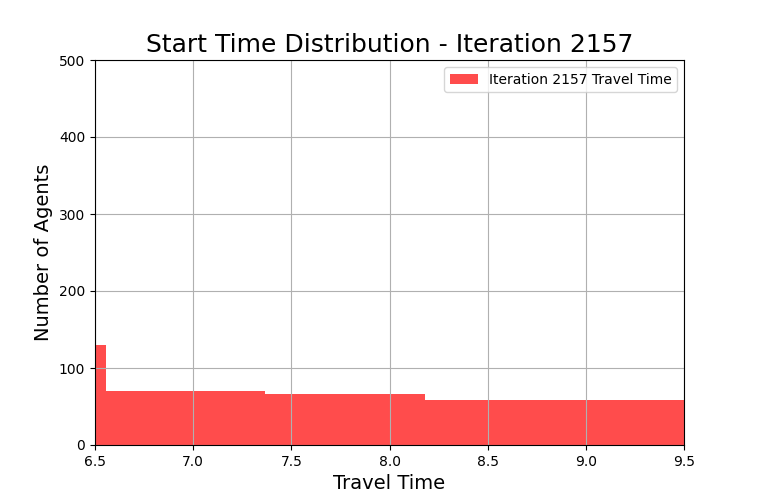 Start Time Distribution - Iteration 2157
Iteration 2157 Travel Time
Number of Agents
500
400
300
200
100
0
6.5 7.0 7.5 8.0 8.5 9.0 9.5
Travel Time